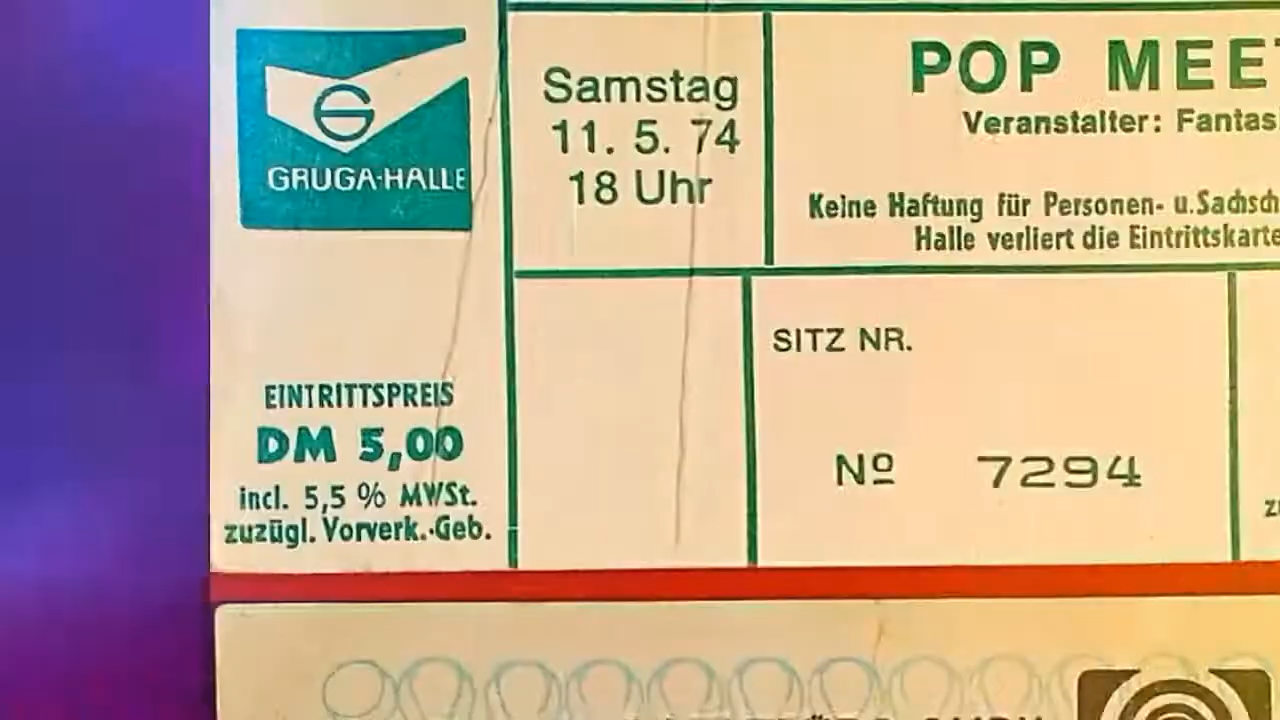 GRUGA-HALLE
Samstag
11. 5. 74
18 Uhr
POP MEE
Veranstalter: Fantas
Keine Haftung für Personen- u. Sachsch
Halle verliert die Eintrittskarte
EINTRITTSPREIS
DM 5,00
incl. 5,5 % MWSt.
zuzügl. Vorverk.-Geb.
SITZ NR.
Nº 7294